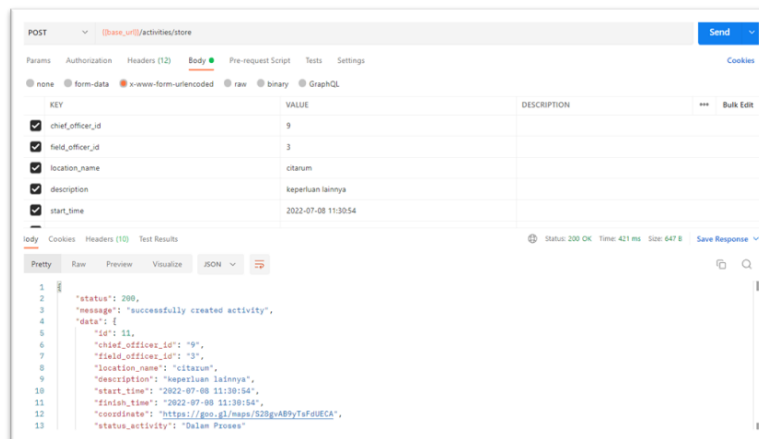 POST {{base_url}}/activities/store Send
Params Authorization Headers (12) Body Pre-request Script Tests Settings Cookies
none form-data x-www-form-urlencoded raw binary GraphQL
KEY VALUE DESCRIPTION ••• Bulk Edit
chief_officer_id 9
field_officer_id 3
location_name citarum
description keperluan lainnya
start_time 2022-07-08 11:30:54
ody Cookies Headers (10) Test Results Status: 200 OK Time: 421 ms Size: 647 B Save Response
Pretty Raw Preview Visualize JSON
1 {
2 "status": 200,
3 "message": "successfully created activity",
4 "data": {
5 "id": 11,
6 "chief_officer_id": "9",
7 "field_officer_id": "3",
8 "location_name": "citarum",
9 "description": "keperluan lainnya",
10 "start_time": "2022-07-08 11:30:54",
11 "finish_time": "2022-07-08 11:30:54",
12 "coordinate": "https://goo.gl/maps/528gvAB9yTsFdUECA",
13 "status_activity": "Dalam Proses"